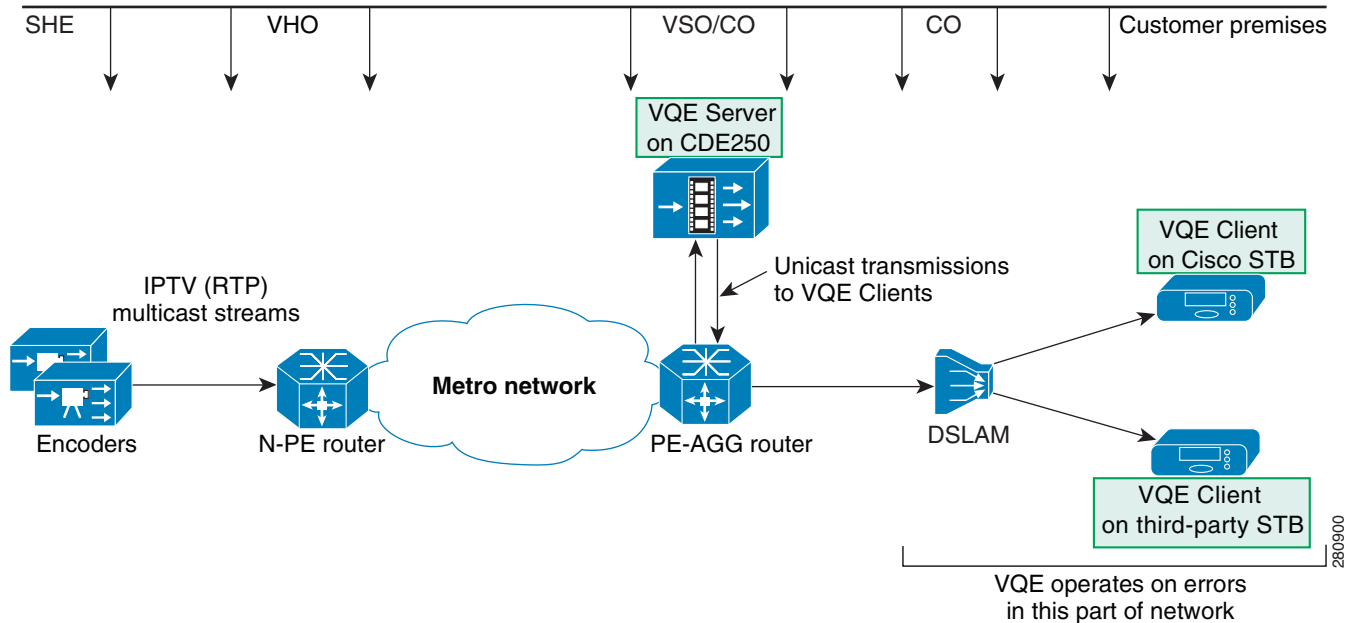 SHE
VHO
VSO/CO
CO
Customer premises
VQE Server
on CDE250
VQE Client
on Cisco STB
Unicast transmissions
to VQE Clients
IPTV (RTP)
multicast streams
Metro network
Encoders
N-PE router
PE-AGG router
DSLAM
VQE Client
on third-party STB
280900
VQE operates on errors
in this part of network